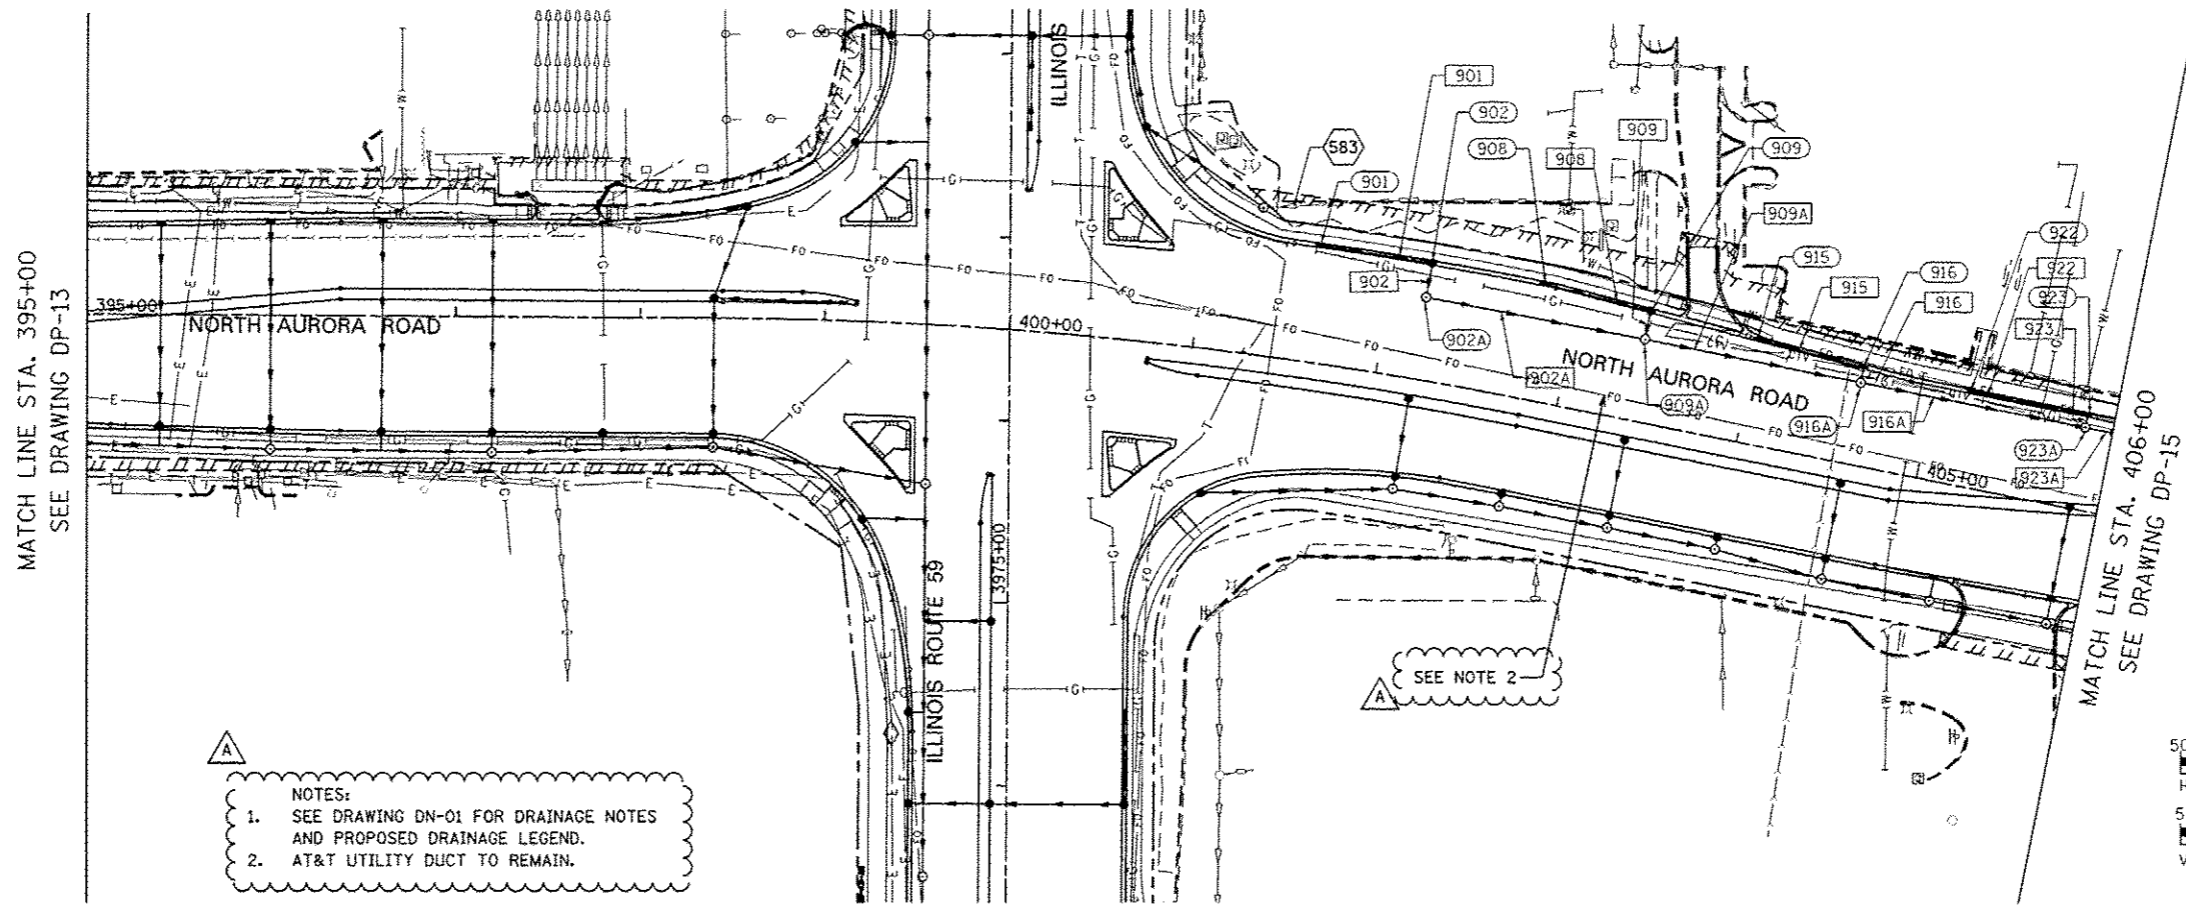 MATCH LINE STA. 395+00
SEE DRAWING DP-13
395+00
NORTH AURORA ROAD
ILLINOIS
400+00
901
902
908
908
909
909
583
901
902
909A
915
915
916
916
922
922
923
923
902A
902A
NORTH AURORA ROAD
909A
916A
916A
405+00
923A
923A
MATCH LINE STA. 406+00
SEE DRAWING DP-15
ILLINOIS ROUTE 59
3975+00
A
SEE NOTE 2
A
NOTES:
1. SEE DRAWING DN-01 FOR DRAINAGE NOTES
AND PROPOSED DRAINAGE LEGEND.
2. AT&T UTILITY DUCT TO REMAIN.